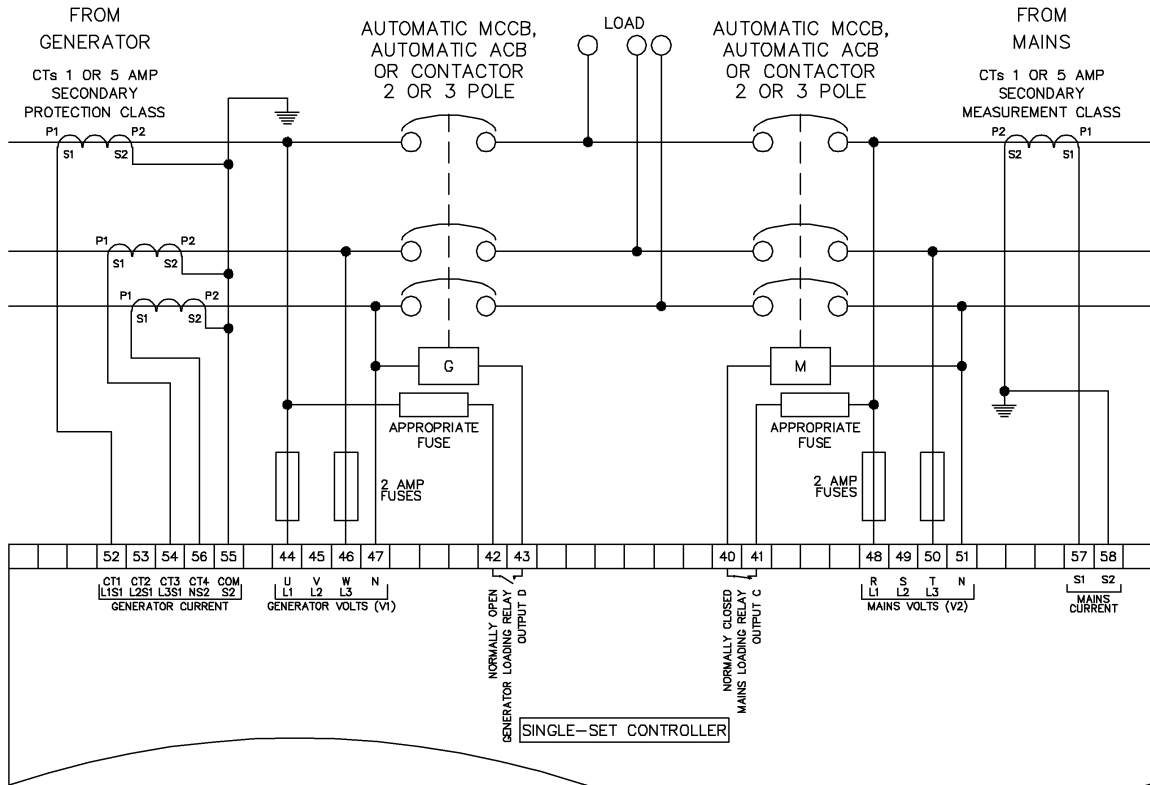 FROM
GENERATOR
CTs 1 OR 5 AMP
SECONDARY
PROTECTION CLASS
AUTOMATIC MCCB,
AUTOMATIC ACB
OR CONTACTOR
2 OR 3 POLE
LOAD
AUTOMATIC MCCB,
AUTOMATIC ACB
OR CONTACTOR
2 OR 3 POLE
FROM
MAINS
CTs 1 OR 5 AMP
SECONDARY
MEASUREMENT CLASS
P1 P2
S1 S2
P2 P1
S2 S1
P1 P2
S1 S2
P1 P2
S1 S2
G
M
APPROPRIATE
FUSE
APPROPRIATE
FUSE
2 AMP
FUSES
2 AMP
FUSES
52 53 54 56 55 44 45 46 47 42 43 40 41 48 49 50 51 57 58
CT1 CT2 CT3 CT4 COM
L1S1 L2S1 L3S1 NS2 S2
GENERATOR CURRENT
U V W N
L1 L2 L3
GENERATOR VOLTS (V1)
NORMALLY OPEN
GENERATOR LOADING RELAY
OUTPUT D
NORMALLY CLOSED
MAINS LOADING RELAY
OUTPUT C
R S T N
L1 L2 L3
MAINS VOLTS (V2)
S1 S2
MAINS
CURRENT
SINGLE-SET CONTROLLER